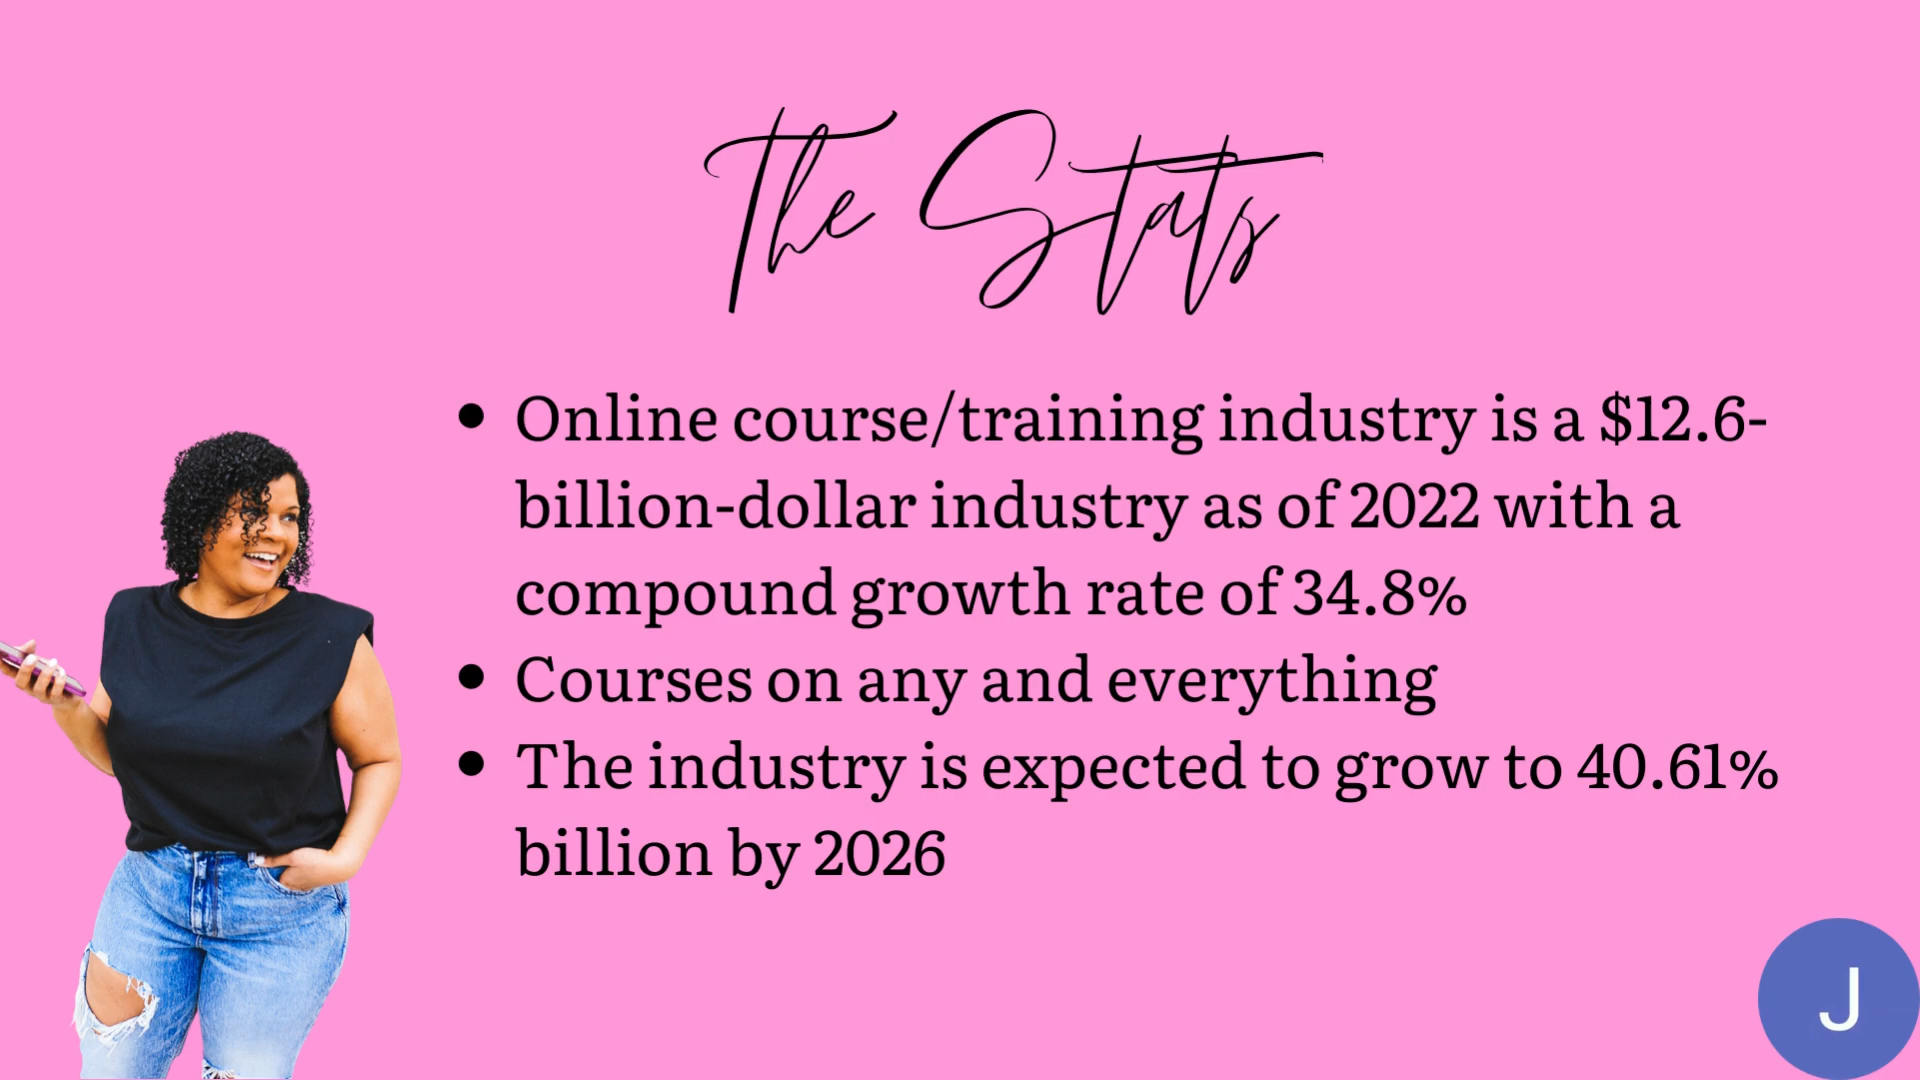 The Stats
• Online course/training industry is a $12.6-
billion-dollar industry as of 2022 with a
compound growth rate of 34.8%
• Courses on any and everything
• The industry is expected to grow to 40.61%
billion by 2026
J